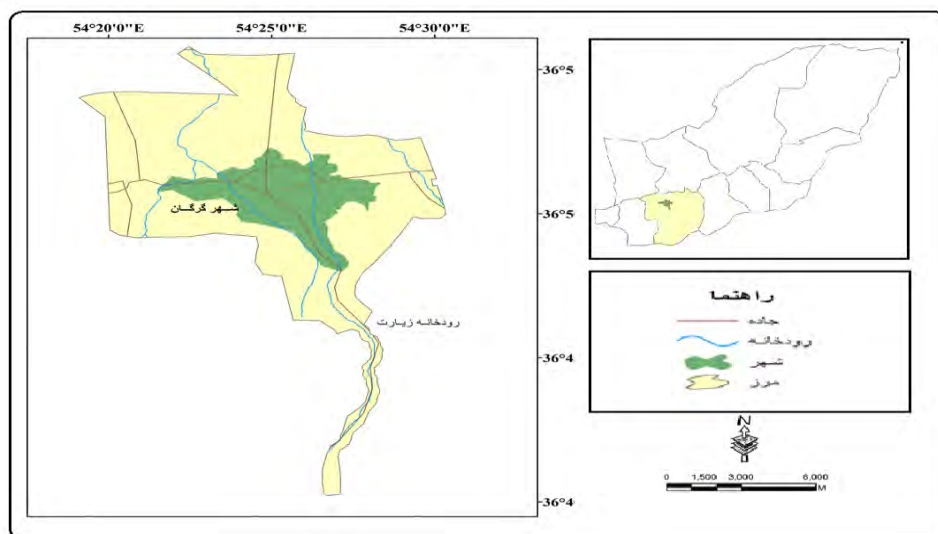 54°20'0"E 54°25'0"E 54°30'0"E
36°5
36°5
36°4
36°4
شهر گرگان
رودخانه زیارت
راهنما
جاده
رودخانه
شهر
مرز
N
0 1,500 3,000 6,000
M